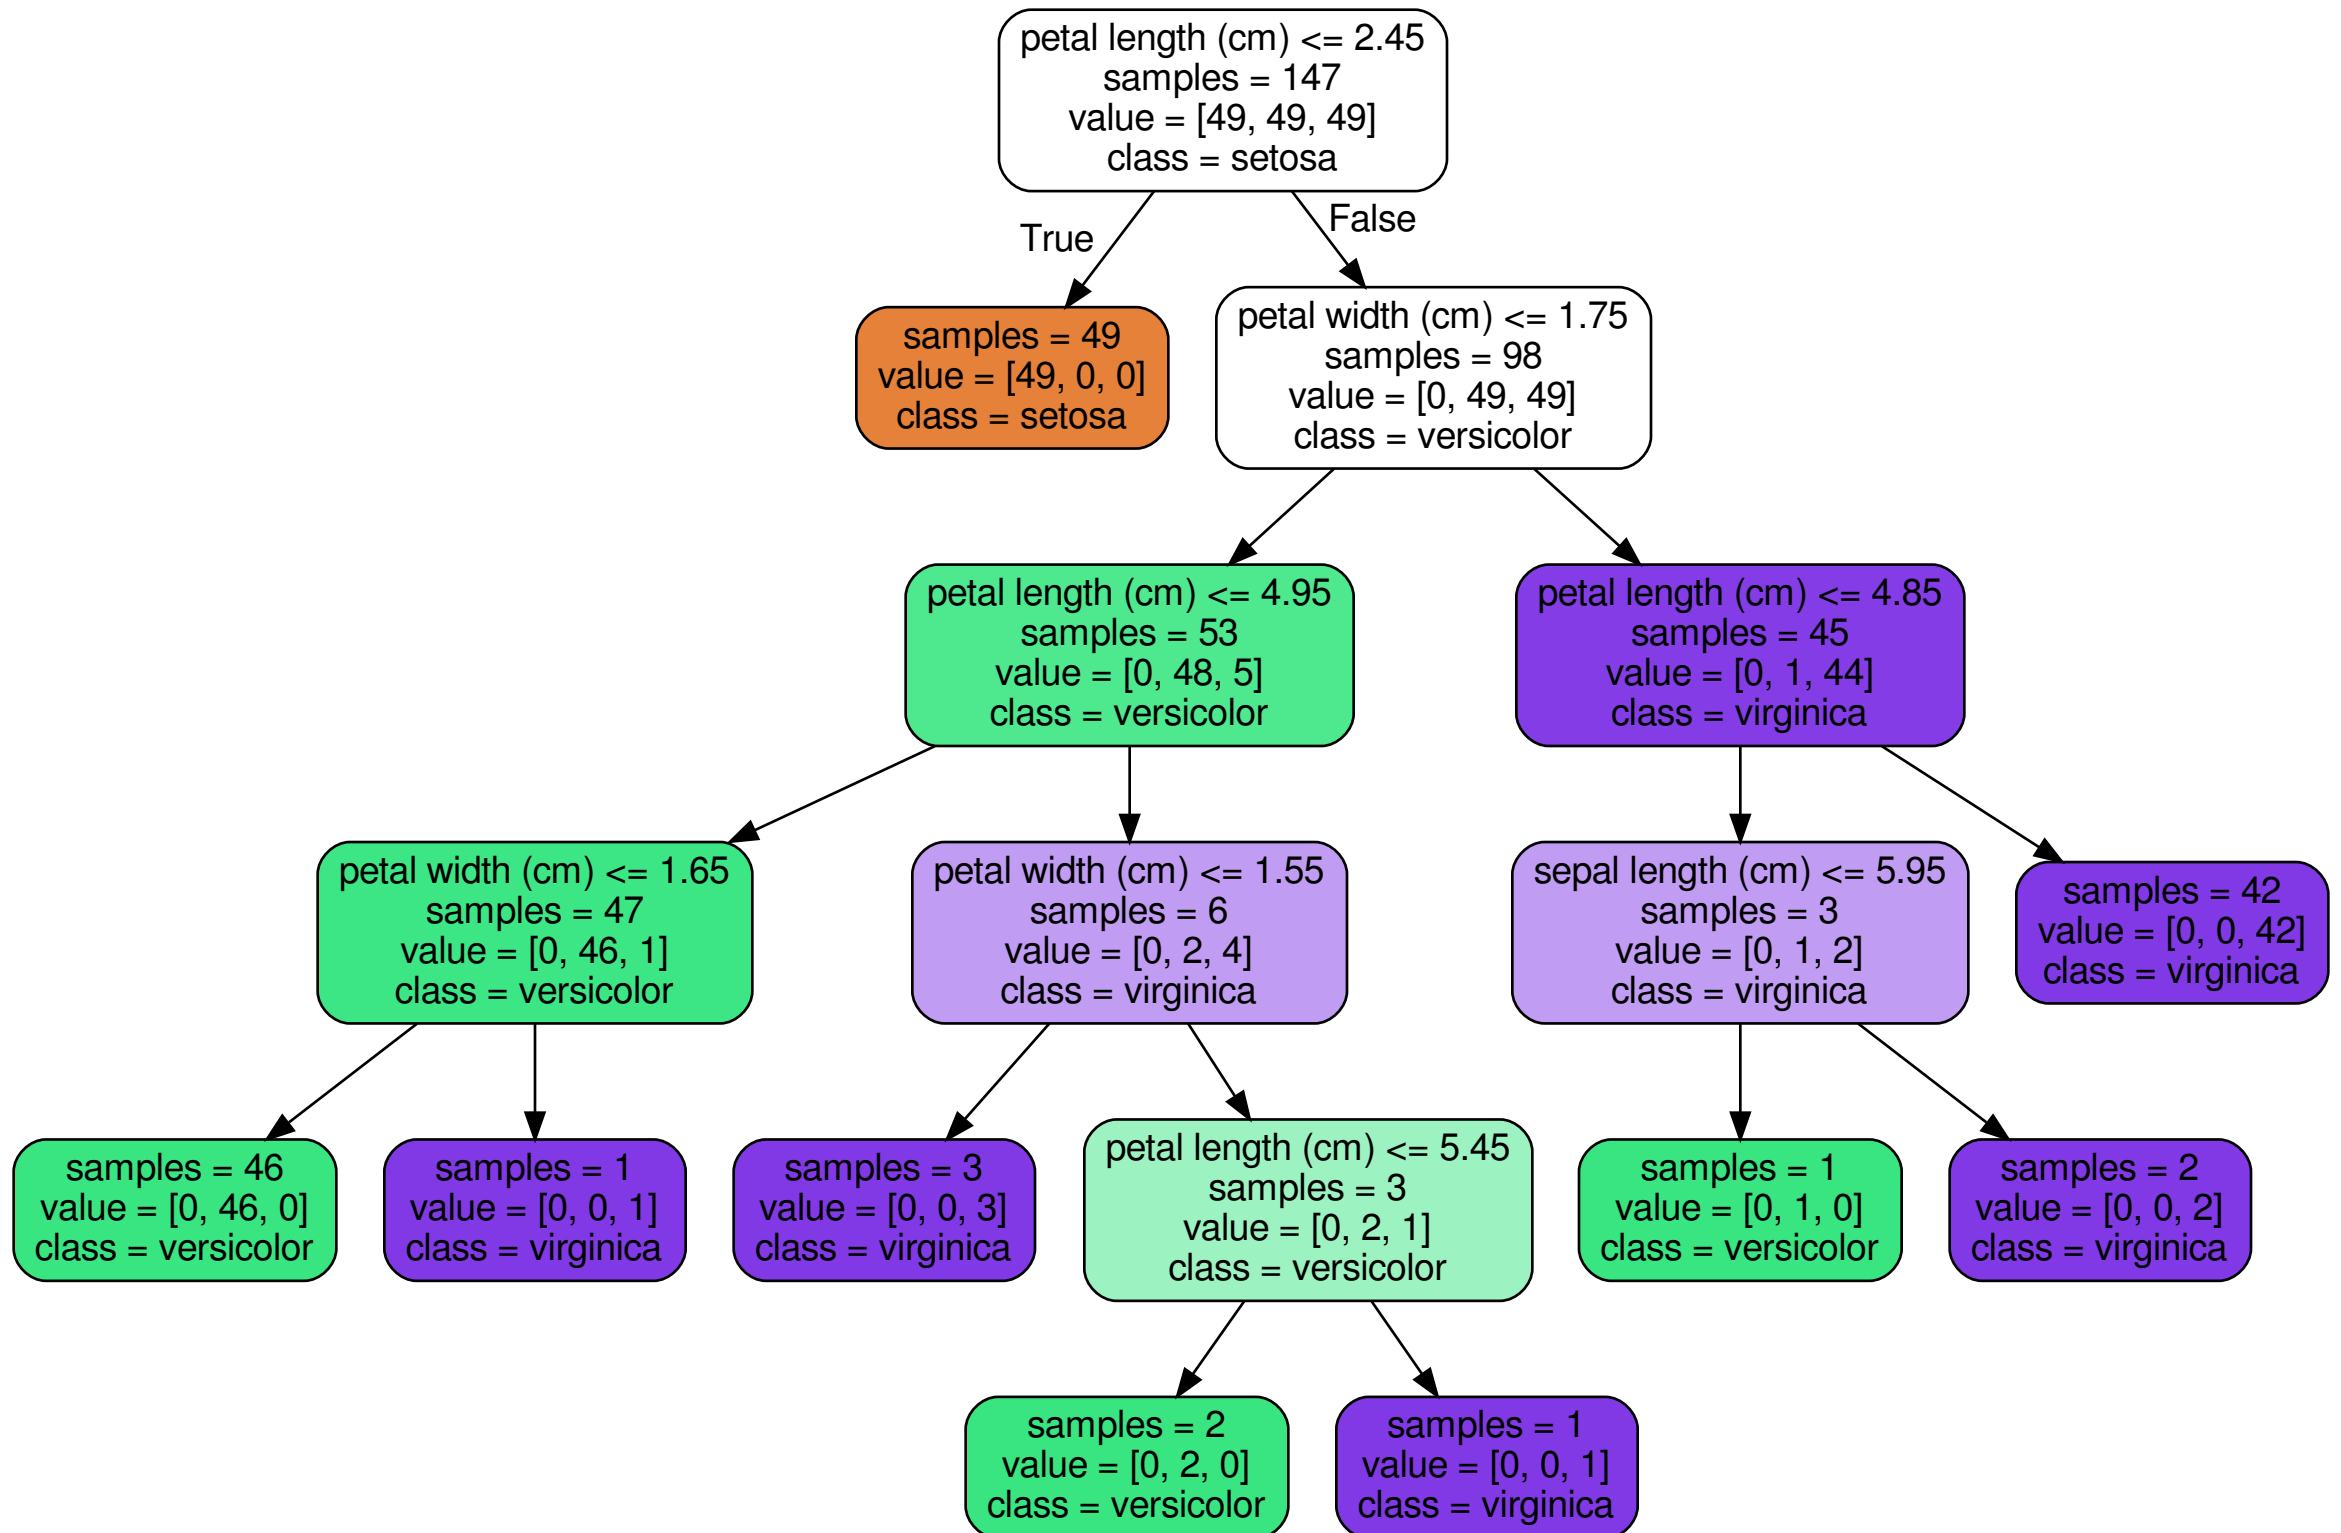 petal length (cm) <= 2.45
samples = 147
value = [49, 49, 49]
class = setosa
True
False
samples = 49
value = [49, 0, 0]
class = setosa
petal width (cm) <= 1.75
samples = 98
value = [0, 49, 49]
class = versicolor
petal length (cm) <= 4.95
samples = 53
value = [0, 48, 5]
class = versicolor
petal length (cm) <= 4.85
samples = 45
value = [0, 1, 44]
class = virginica
petal width (cm) <= 1.65
samples = 47
value = [0, 46, 1]
class = versicolor
petal width (cm) <= 1.55
samples = 6
value = [0, 2, 4]
class = virginica
sepal length (cm) <= 5.95
samples = 3
value = [0, 1, 2]
class = virginica
samples = 42
value = [0, 0, 42]
class = virginica
samples = 46
value = [0, 46, 0]
class = versicolor
samples = 1
value = [0, 0, 1]
class = virginica
samples = 3
value = [0, 0, 3]
class = virginica
petal length (cm) <= 5.45
samples = 3
value = [0, 2, 1]
class = versicolor
samples = 1
value = [0, 1, 0]
class = versicolor
samples = 2
value = [0, 0, 2]
class = virginica
samples = 2
value = [0, 2, 0]
class = versicolor
samples = 1
value = [0, 0, 1]
class = virginica